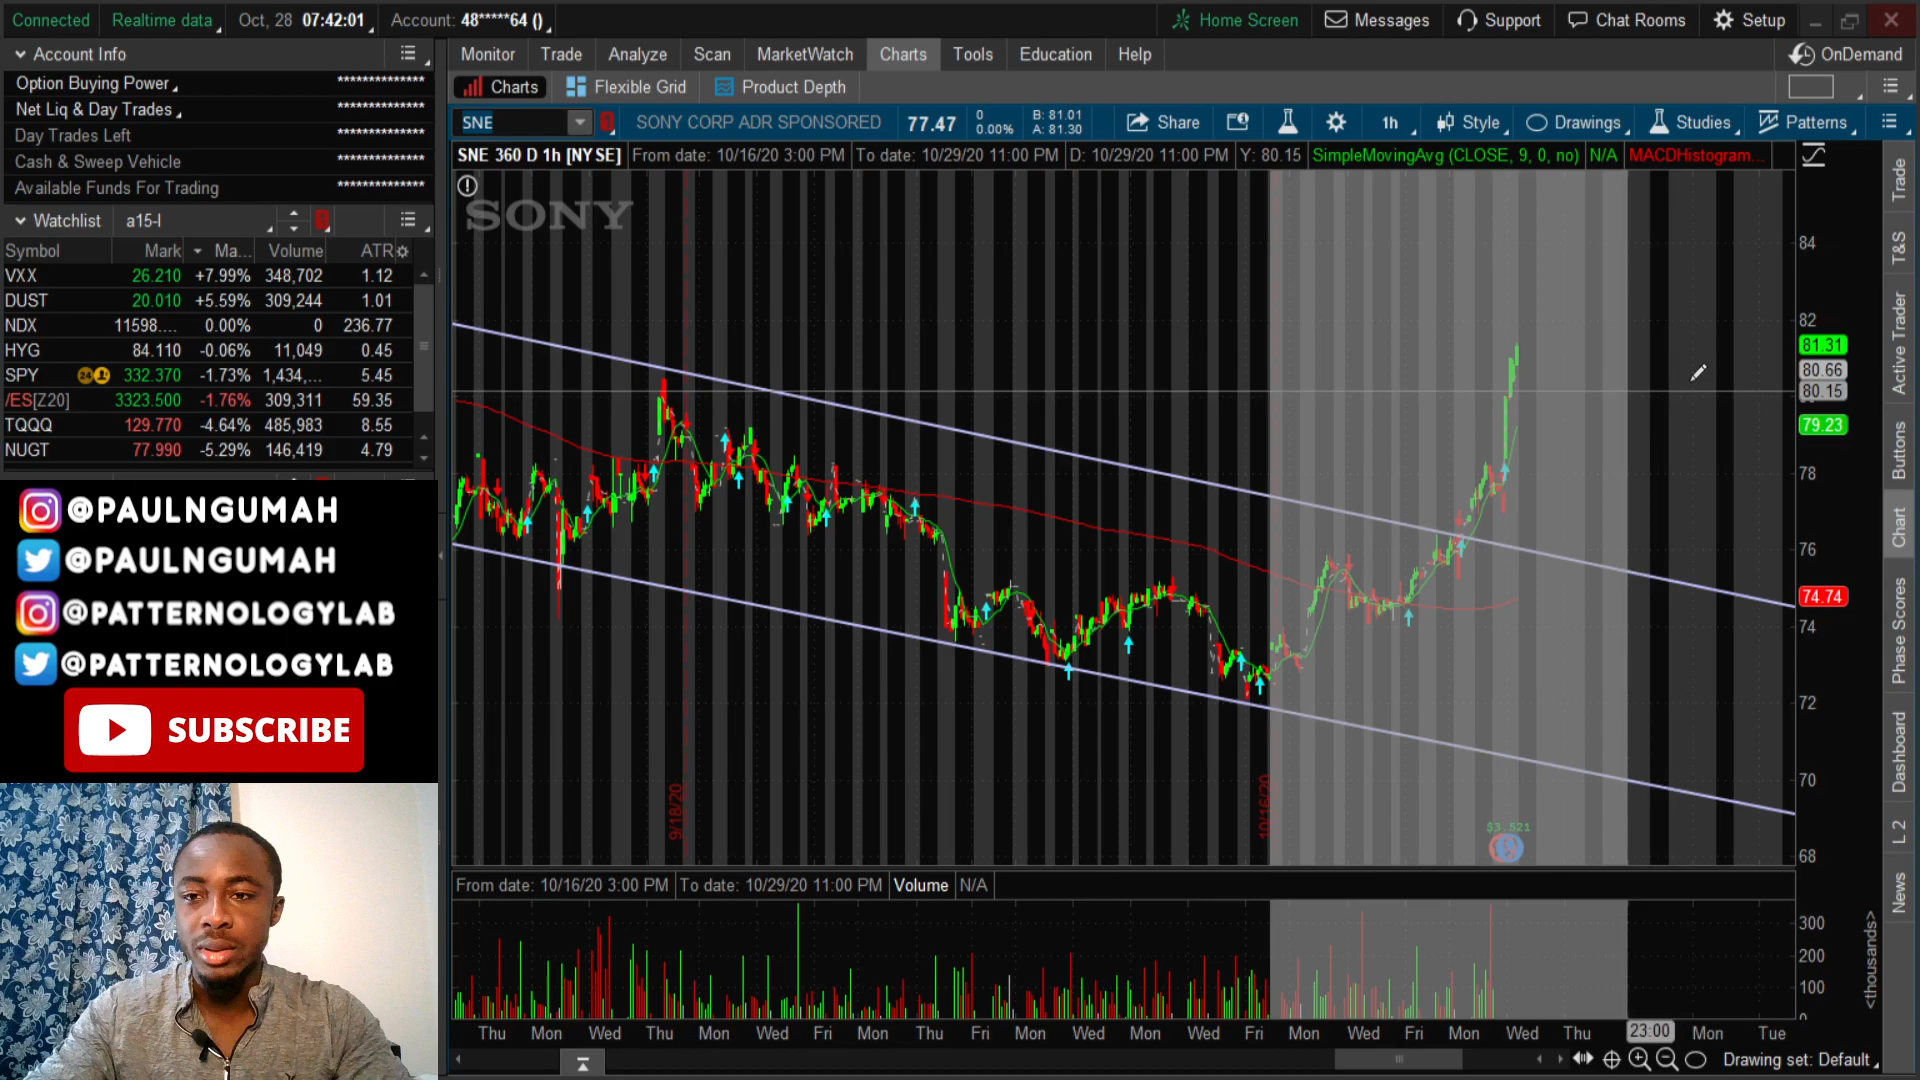 Connected Realtime data Oct, 28 07:42:01 Account: 48*****64 () Home Screen Messages Support Chat Rooms Setup
Account Info Monitor Trade Analyze Scan MarketWatch Charts Tools Education Help OnDemand
Option Buying Power **************
Charts Flexible Grid Product Depth
Net Liq & Day Trades **************
Day Trades Left **************
Cash & Sweep Vehicle **************
Available Funds For Trading **************
SNE SONY CORP ADR SPONSORED 77.47 0 0.00% B: 81.01 A: 81.30 Share 1h Style Drawings Studies Patterns
SNE 360 D 1h [NYSE] From date: 10/16/20 3:00 PM To date: 10/29/20 11:00 PM D: 10/29/20 11:00 PM Y: 80.15 SimpleMovingAvg (CLOSE, 9, 0, no) N/A MACDHistogram...
Watchlist a15-l
Symbol Mark Ma... Volume ATR
VXX 26.210 +7.99% 348,702 1.12
DUST 20.010 +5.59% 309,244 1.01
NDX 11598.... 0.00% 0 236.77
HYG 84.110 -0.06% 11,049 0.45
SPY 332.370 -1.73% 1,434,... 5.45
/ES[Z20] 3323.500 -1.76% 309,311 59.35
TQQQ 129.770 -4.64% 485,983 8.55
NUGT 77.990 -5.29% 146,419 4.79
@PAULNGUMAH
@PAULNGUMAH
@PATTERNOLOGYLAB
@PATTERNOLOGYLAB
SUBSCRIBE
SONY
84
82
81.31
80.66
80.15
79.23
78
76
74.74
74
72
70
68
9/18/20
10/16/20
$3.521
From date: 10/16/20 3:00 PM To date: 10/29/20 11:00 PM Volume N/A
300
200
100
<thousands>
Thu Mon Wed Thu Mon Wed Fri Mon Thu Fri Mon Wed Mon Wed Fri Mon Wed Fri Mon Wed Thu 23:00 Mon Tue
Drawing set: Default
Trade
T&S
Active Trader
Buttons
Chart
Phase Scores
Dashboard
L 2
News